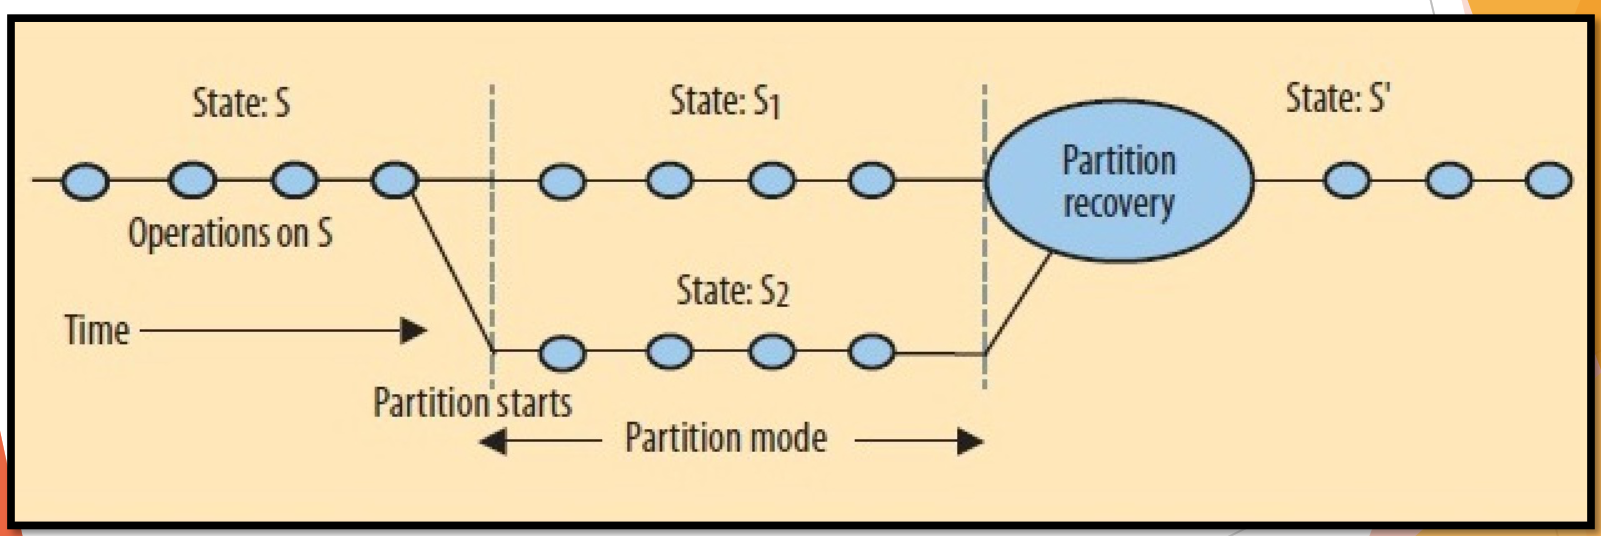 State: S
State: S1
State: S'
Partition
recovery
Operations on S
State: S2
Time
Partition starts
Partition mode